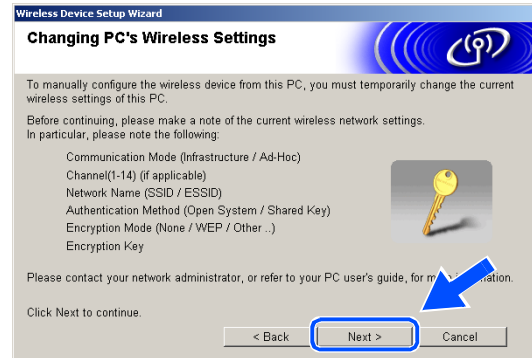 Wireless Device Setup Wizard
Changing PC's Wireless Settings
To manually configure the wireless device from this PC, you must temporarily change the current
wireless settings of this PC.
Before continuing, please make a note of the current wireless network settings.
In particular, please note the following:
Communication Mode (Infrastructure / Ad-Hoc)
Channel(1-14) (if applicable)
Network Name (SSID / ESSID)
Authentication Method (Open System / Shared Key)
Encryption Mode (None / WEP / Other ..)
Encryption Key
Please contact your network administrator, or refer to your PC user's guide, for
Click Next to continue.
< Back Next > Cancel